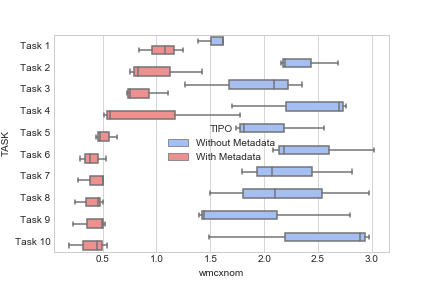 Task 1
Task 2
Task 3
Task 4
Task 5
Task 6
Task 7
Task 8
Task 9
Task 10
TASK
TIPO
Without Metadata
With Metadata
0.5 1.0 1.5 2.0 2.5 3.0
wmcxnom